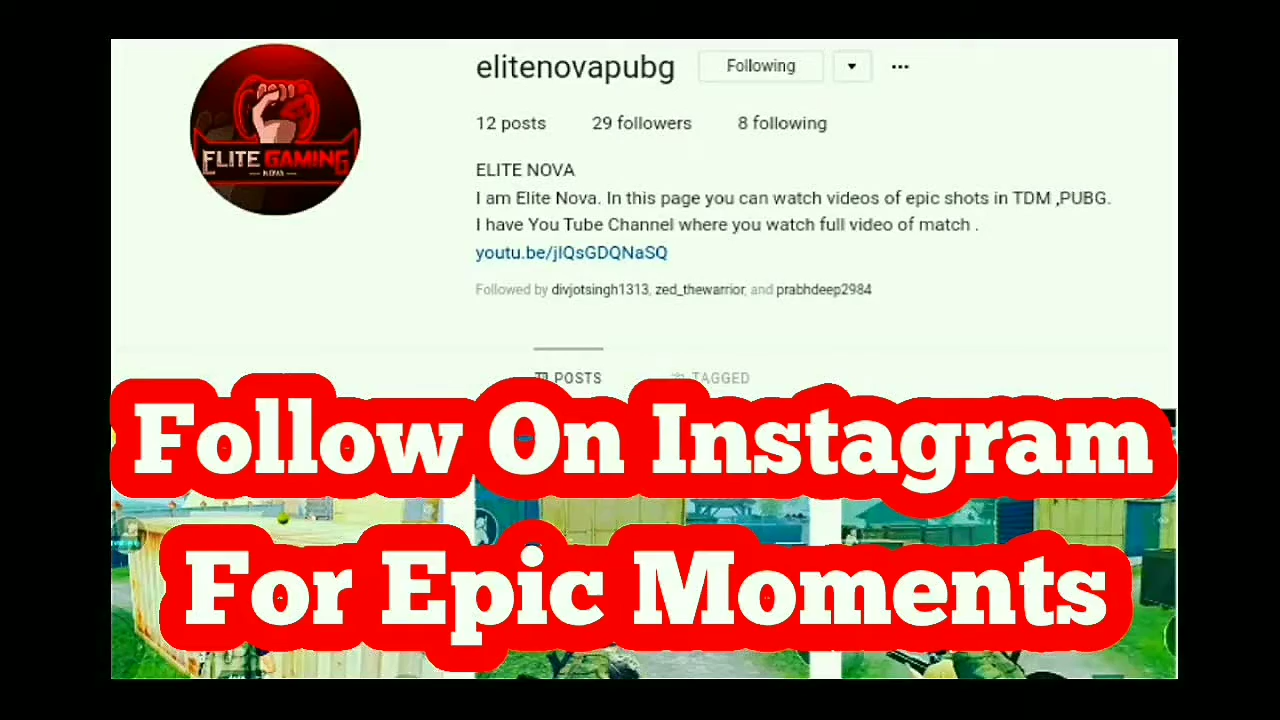 elitenovapubg
Following
12 posts
29 followers
8 following
ELITE NOVA
I am Elite Nova. In this page you can watch videos of epic shots in TDM ,PUBG.
I have You Tube Channel where you watch full video of match .
youtu.be/jIQsGDQNaSQ
Followed by divjotsingh1313, zed_thewarrior, and prabhdeep2984
ELITE GAMING
NOVA
POSTS
TAGGED
Follow On Instagram
For Epic Moments